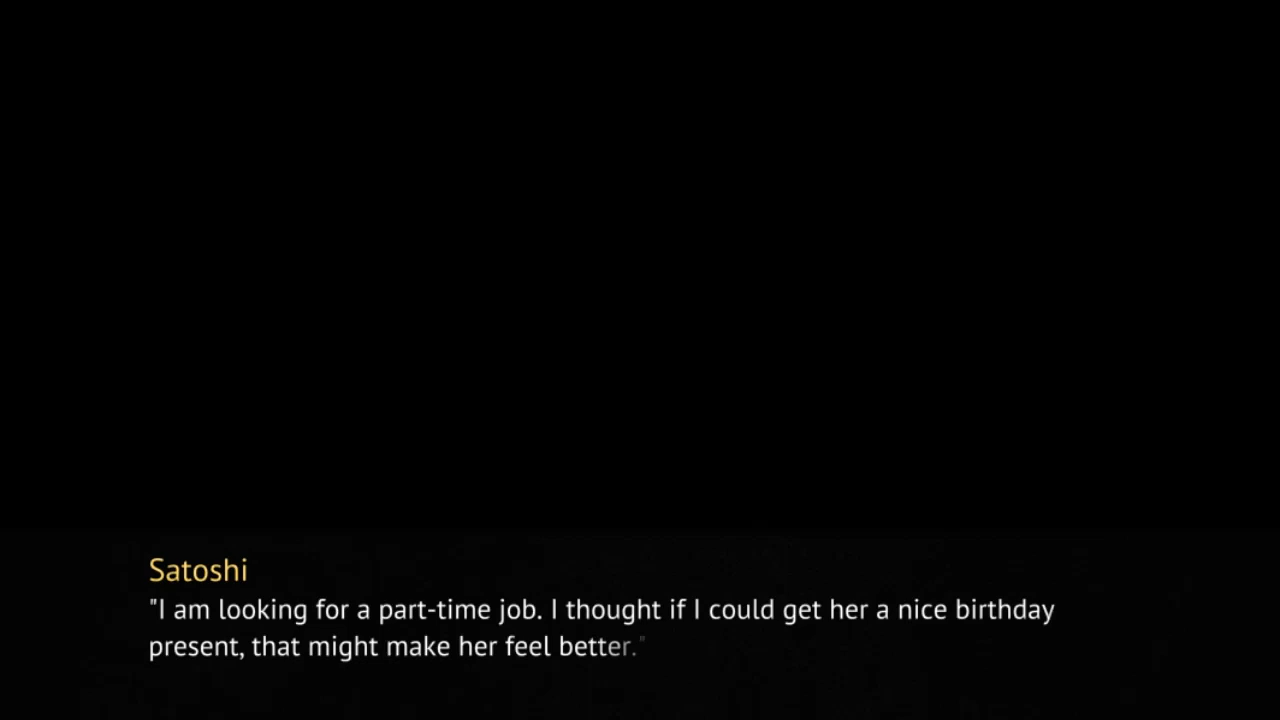 Satoshi
"I am looking for a part-time job. I thought if I could get her a nice birthday
present, that might make her feel better."